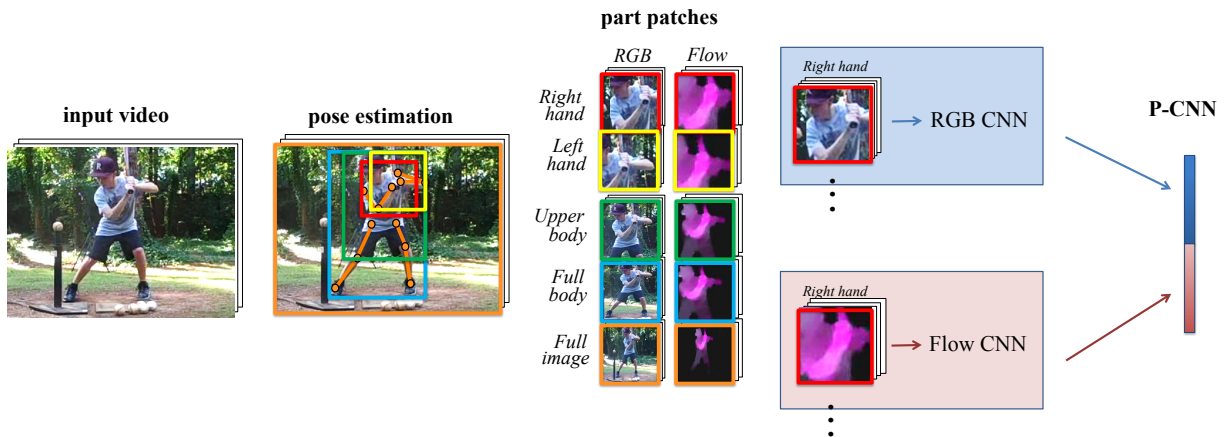 part patches
RGB
Flow
input video
pose estimation
Right
hand
Left
hand
Upper
body
Full
body
Full
image
Right hand
RGB CNN
Right hand
Flow CNN
P-CNN
R